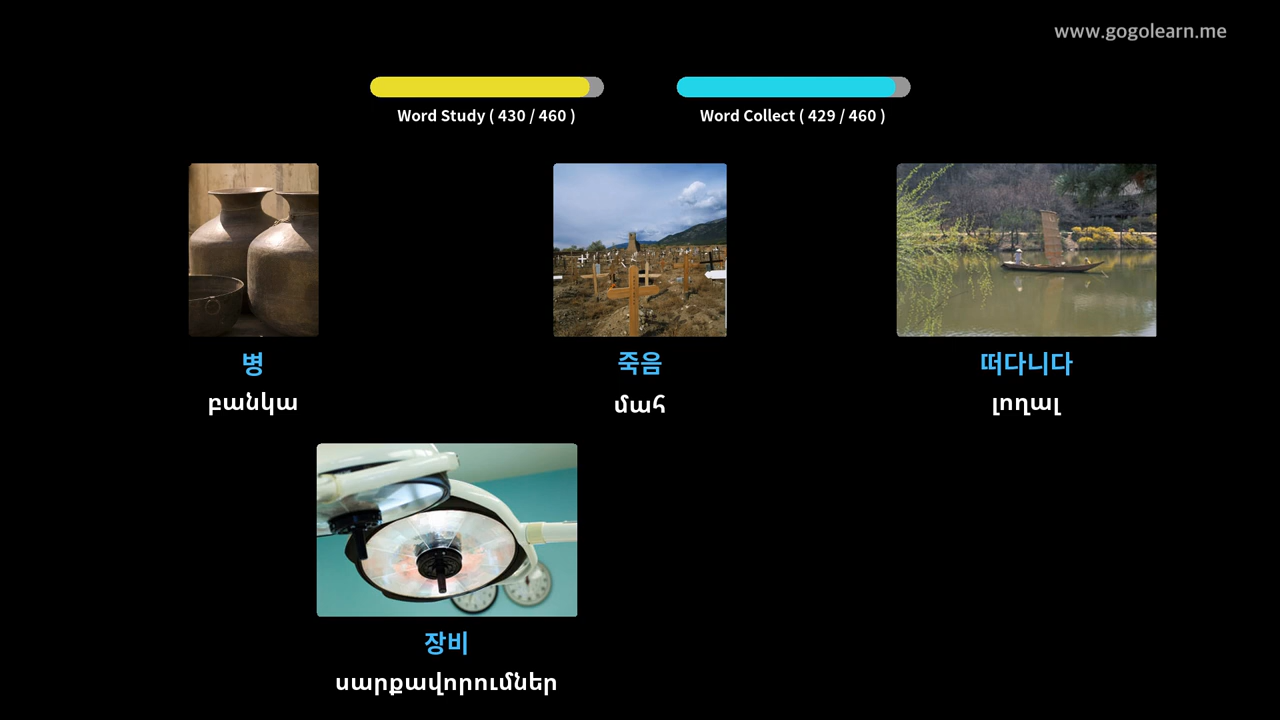 www.gogolearn.me
Word Study ( 430 / 460 )
Word Collect ( 429 / 460 )
병
բանկա
죽음
մահ
떠다니다
լողալ
장비
սարքավորումներ